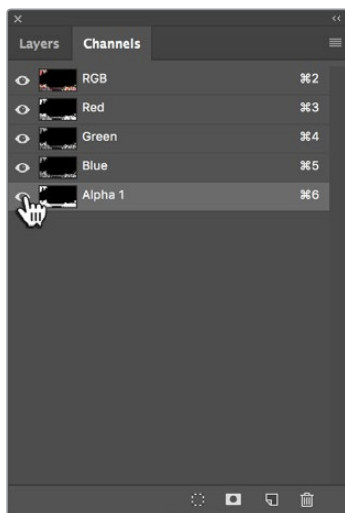 Layers Channels
RGB ⌘2
Red ⌘3
Green ⌘4
Blue ⌘5
Alpha 1 ⌘6